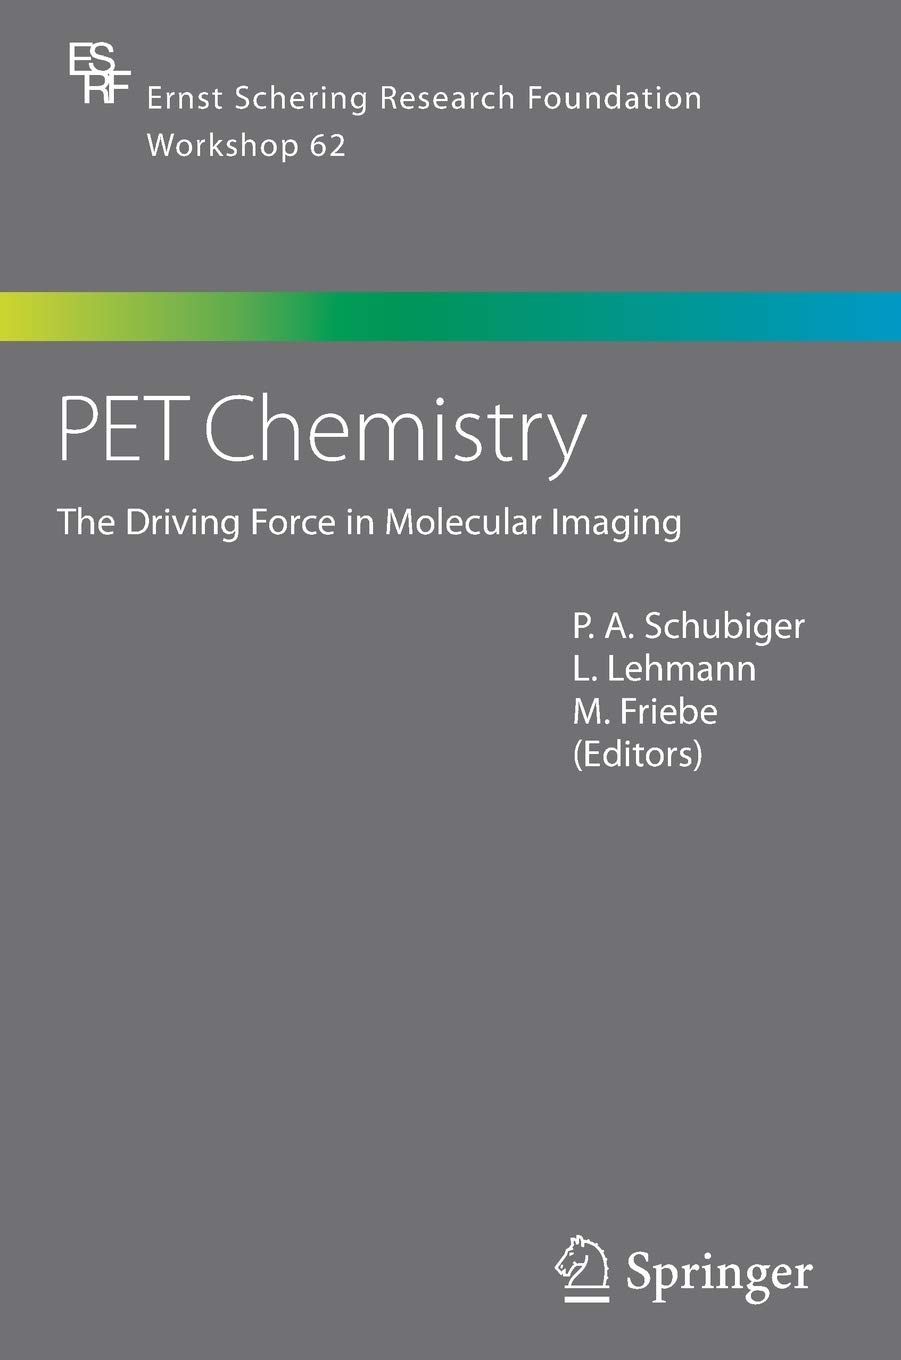 ES
RF
Ernst Schering Research Foundation
Workshop 62
PET Chemistry
The Driving Force in Molecular Imaging
P. A. Schubiger
L. Lehmann
M. Friebe
(Editors)
Springer